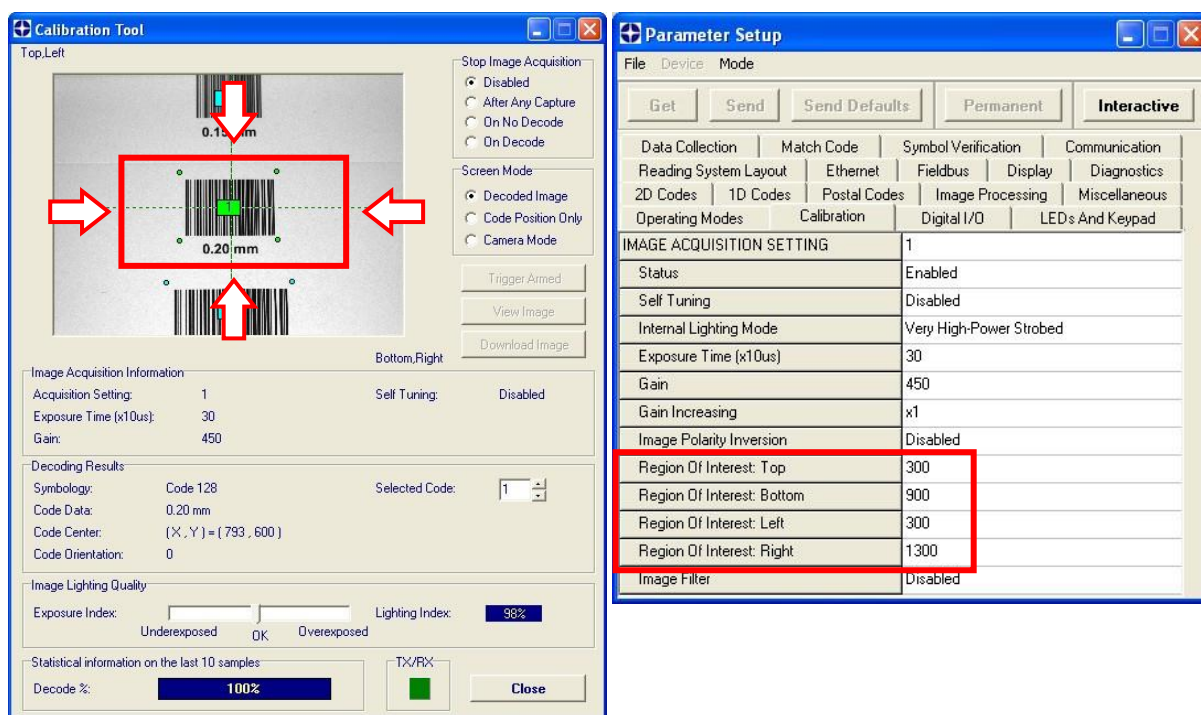 Calibration Tool
Top,Left
0.15 mm
0.20 mm
1
Bottom,Right
Stop Image Acquisition
Disabled
After Any Capture
On No Decode
On Decode
Screen Mode
Decoded Image
Code Position Only
Camera Mode
Trigger Armed
View Image
Download Image
Image Acquisition Information
Acquisition Setting: 1 Self Tuning: Disabled
Exposure Time (x10us): 30
Gain: 450
Decoding Results
Symbology: Code 128 Selected Code: 1
Code Data: 0.20 mm
Code Center: ( X , Y ) = ( 793 , 600 )
Code Orientation: 0
Image Lighting Quality
Exposure Index: Lighting Index: 98%
Underexposed OK Overexposed
Statistical information on the last 10 samples
TX/RX
Decode %: 100%
Close
Parameter Setup
File Device Mode
Get Send Send Defaults Permanent Interactive
Data Collection Match Code Symbol Verification Communication
Reading System Layout Ethernet Fieldbus Display Diagnostics
2D Codes 1D Codes Postal Codes Image Processing Miscellaneous
Operating Modes Calibration Digital I/O LEDs And Keypad
IMAGE ACQUISITION SETTING 1
Status Enabled
Self Tuning Disabled
Internal Lighting Mode Very High-Power Strobed
Exposure Time (x10us) 30
Gain 450
Gain Increasing x1
Image Polarity Inversion Disabled
Region Of Interest: Top 300
Region Of Interest: Bottom 900
Region Of Interest: Left 300
Region Of Interest: Right 1300
Image Filter Disabled